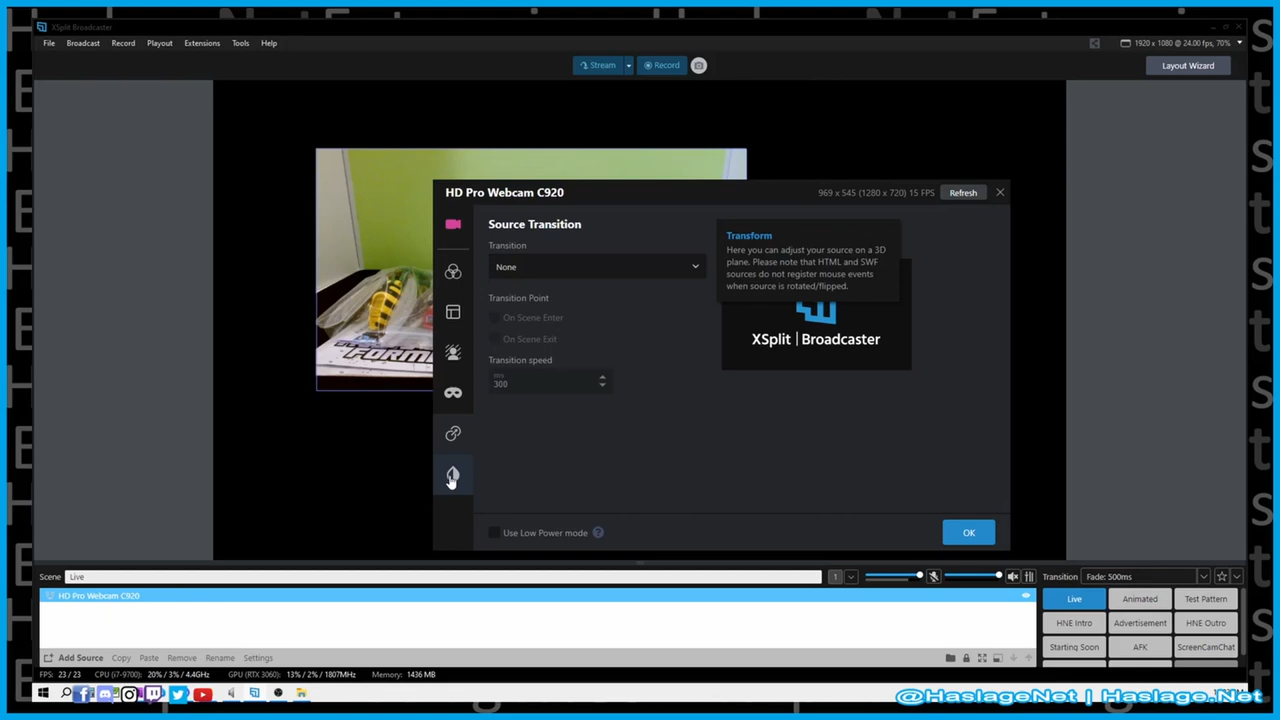 XSplit Broadcaster
File Broadcast Record Playout Extensions Tools Help
1920 x 1080 @ 24.00 fps, 70%
Stream Record
Layout Wizard
HD Pro Webcam C920
969 x 545 (1280 x 720) 15 FPS Refresh
Source Transition
Transition
None
Transition Point
On Scene Enter
On Scene Exit
Transition speed
ms
300
Transform
Here you can adjust your source on a 3D
plane. Please note that HTML and SWF
sources do not register mouse events
when source is rotated/flipped.
XSplit | Broadcaster
Use Low Power mode ?
OK
Scene Live
1
Transition Fade: 500ms
HD Pro Webcam C920
Live Animated Test Pattern
HNE Intro Advertisement HNE Outro
Starting Soon AFK ScreenCamChat
Add Source Copy Paste Remove Rename Settings
FPS: 23 / 23 CPU (i7-9700): 20% / 3% / 4.4GHz GPU (RTX 3060): 13% / 2% / 1807MHz Memory: 1436 MB
@HaslageNet | Haslage.Net